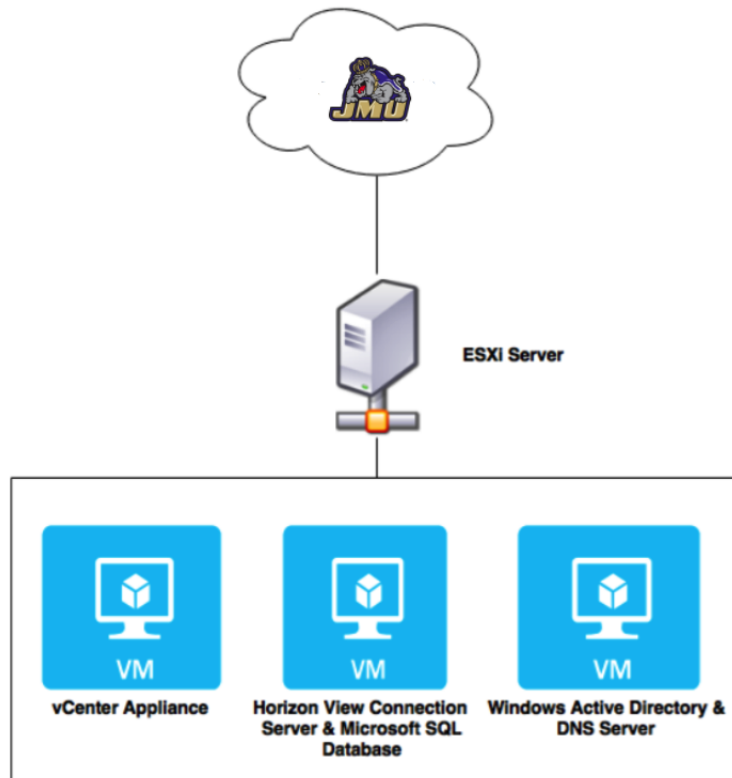 JMU
ESXi Server
VM
VM
VM
vCenter Appliance
Horizon View Connection
Server & Microsoft SQL
Database
Windows Active Directory &
DNS Server